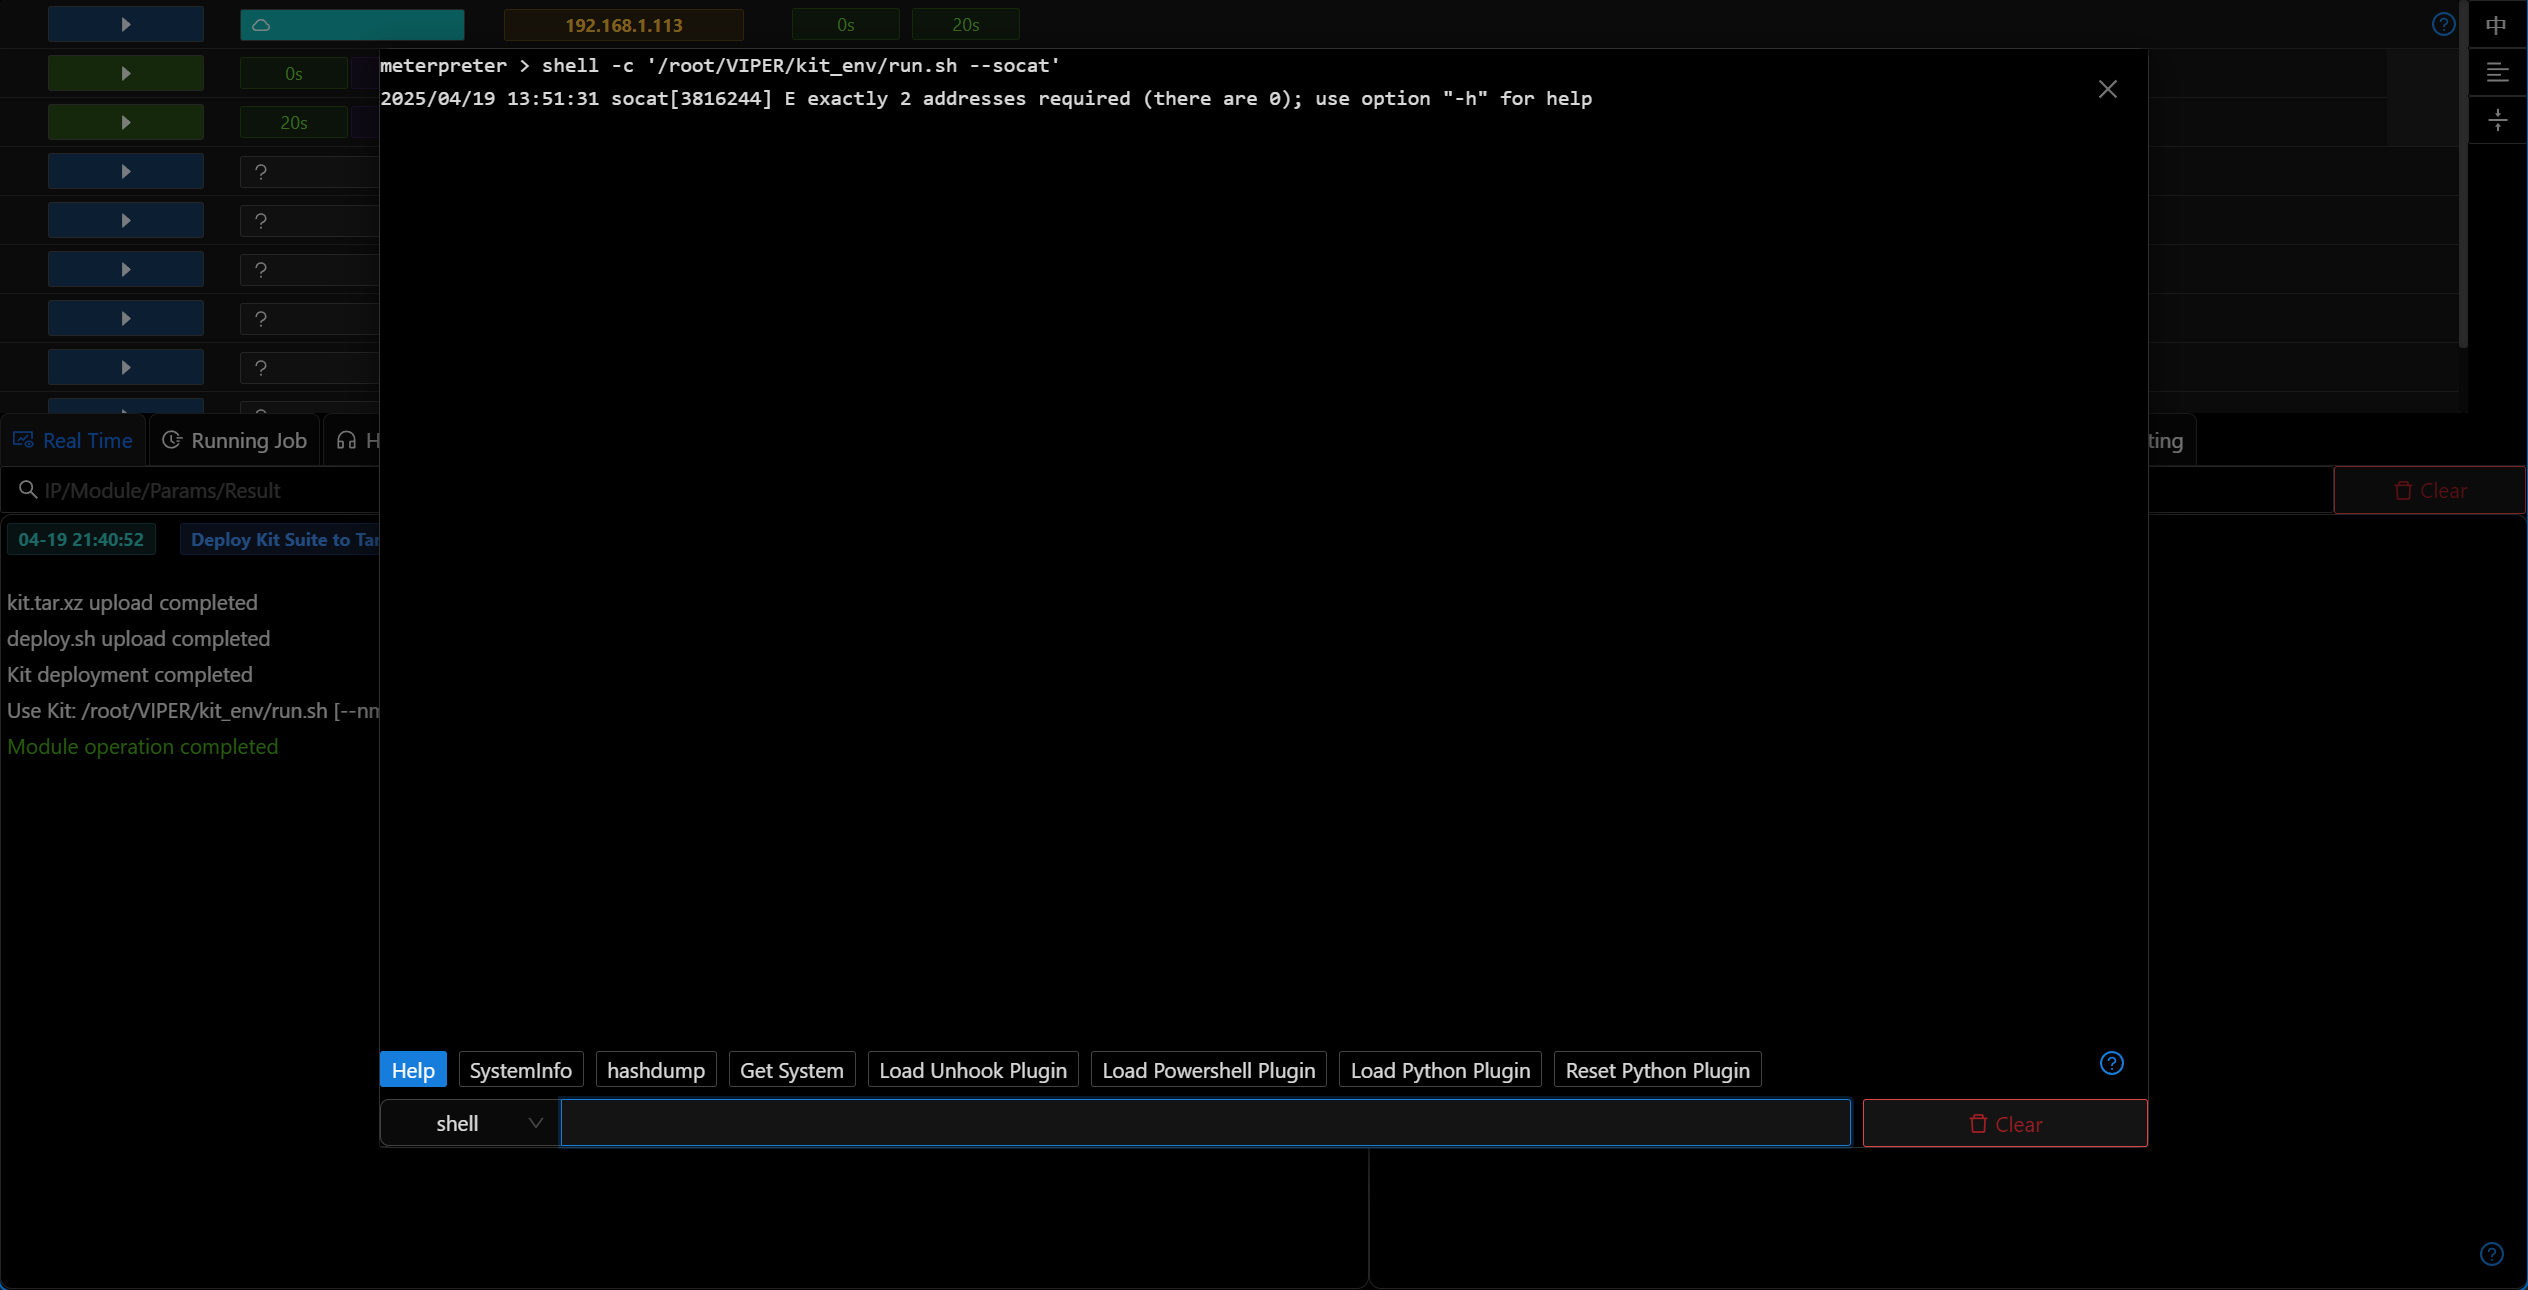 192.168.1.113 0s 20s
中
meterpreter > shell -c '/root/VIPER/kit_env/run.sh --socat'
0s
2025/04/19 13:51:31 socat[3816244] E exactly 2 addresses required (there are 0); use option "-h" for help
20s
?
?
?
?
?
Real Time Running Job H ting
IP/Module/Params/Result Clear
04-19 21:40:52 Deploy Kit Suite to Tar
kit.tar.xz upload completed
deploy.sh upload completed
Kit deployment completed
Use Kit: /root/VIPER/kit_env/run.sh [--nm
Module operation completed
Help SystemInfo hashdump Get System Load Unhook Plugin Load Powershell Plugin Load Python Plugin Reset Python Plugin
shell Clear